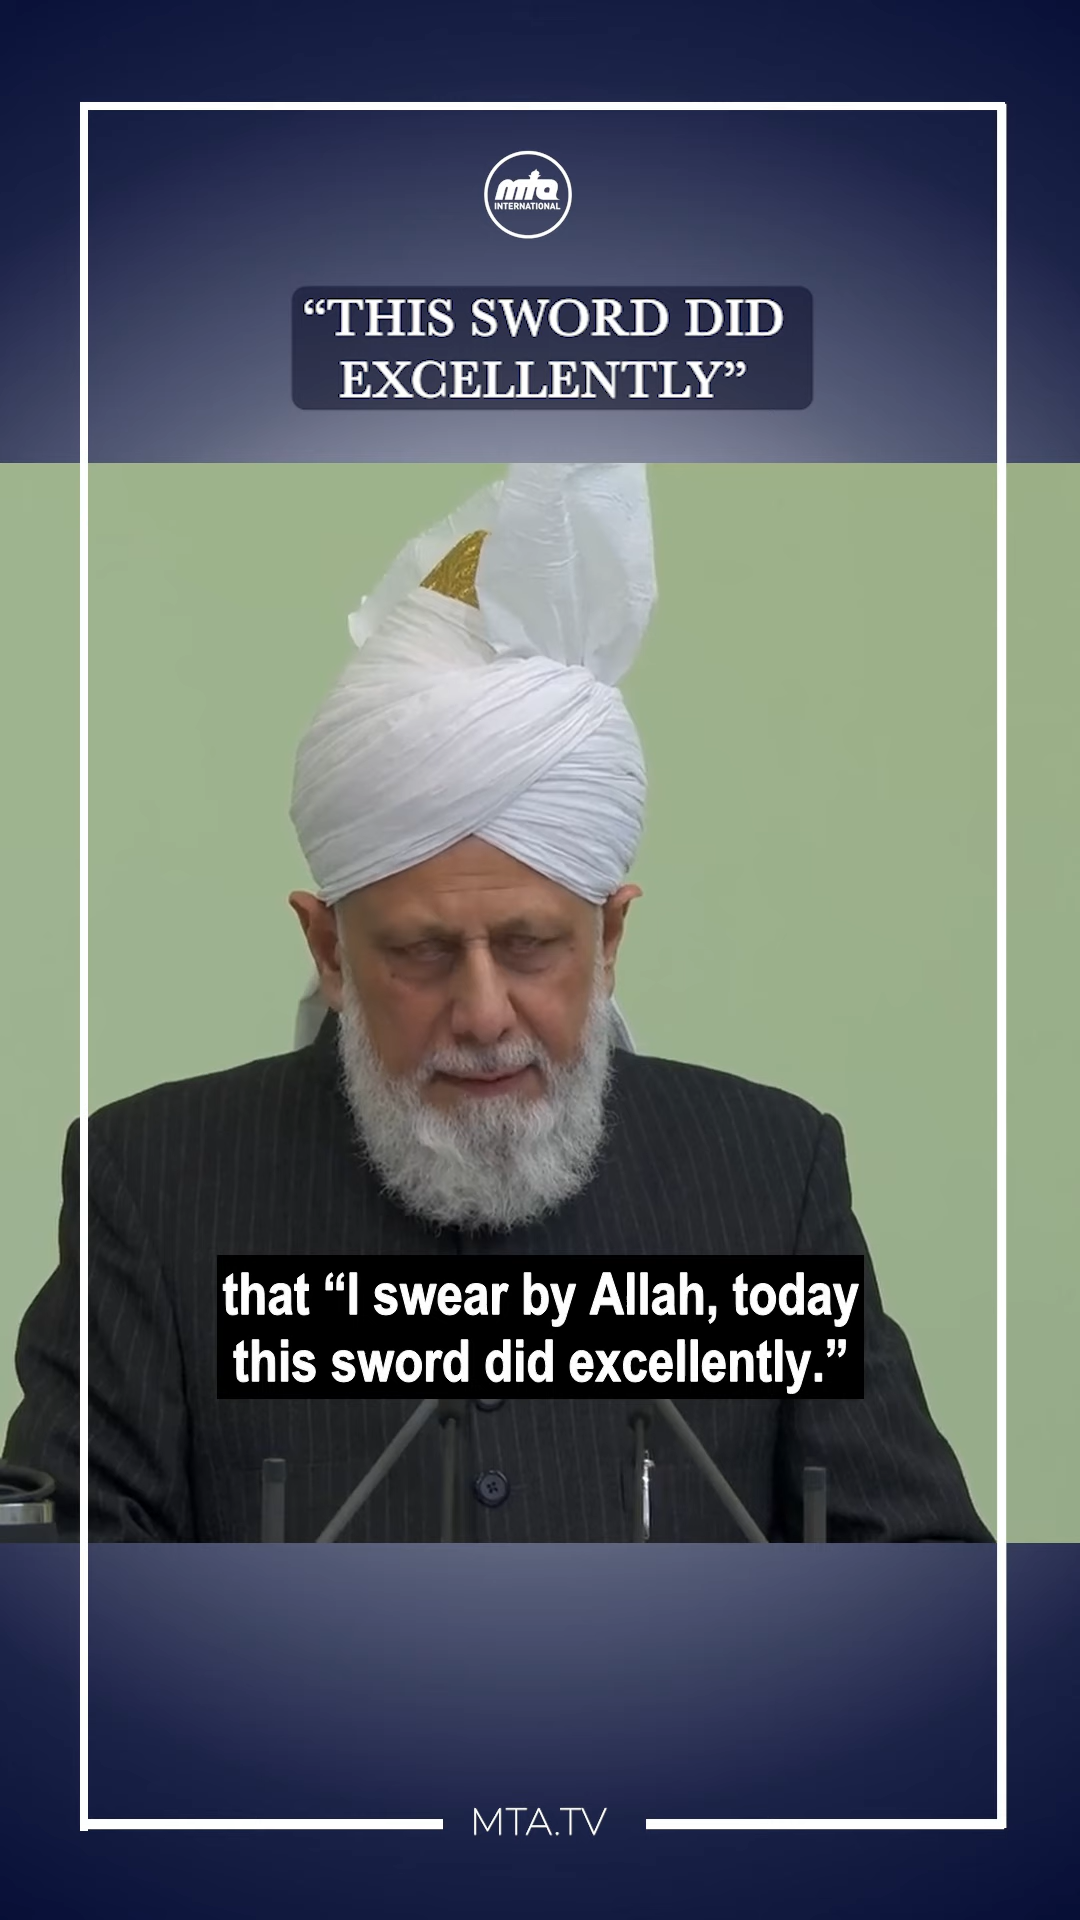 mta
INTERNATIONAL
“THIS SWORD DID
EXCELLENTLY”
that “I swear by Allah, today
this sword did excellently.”
MTA.TV